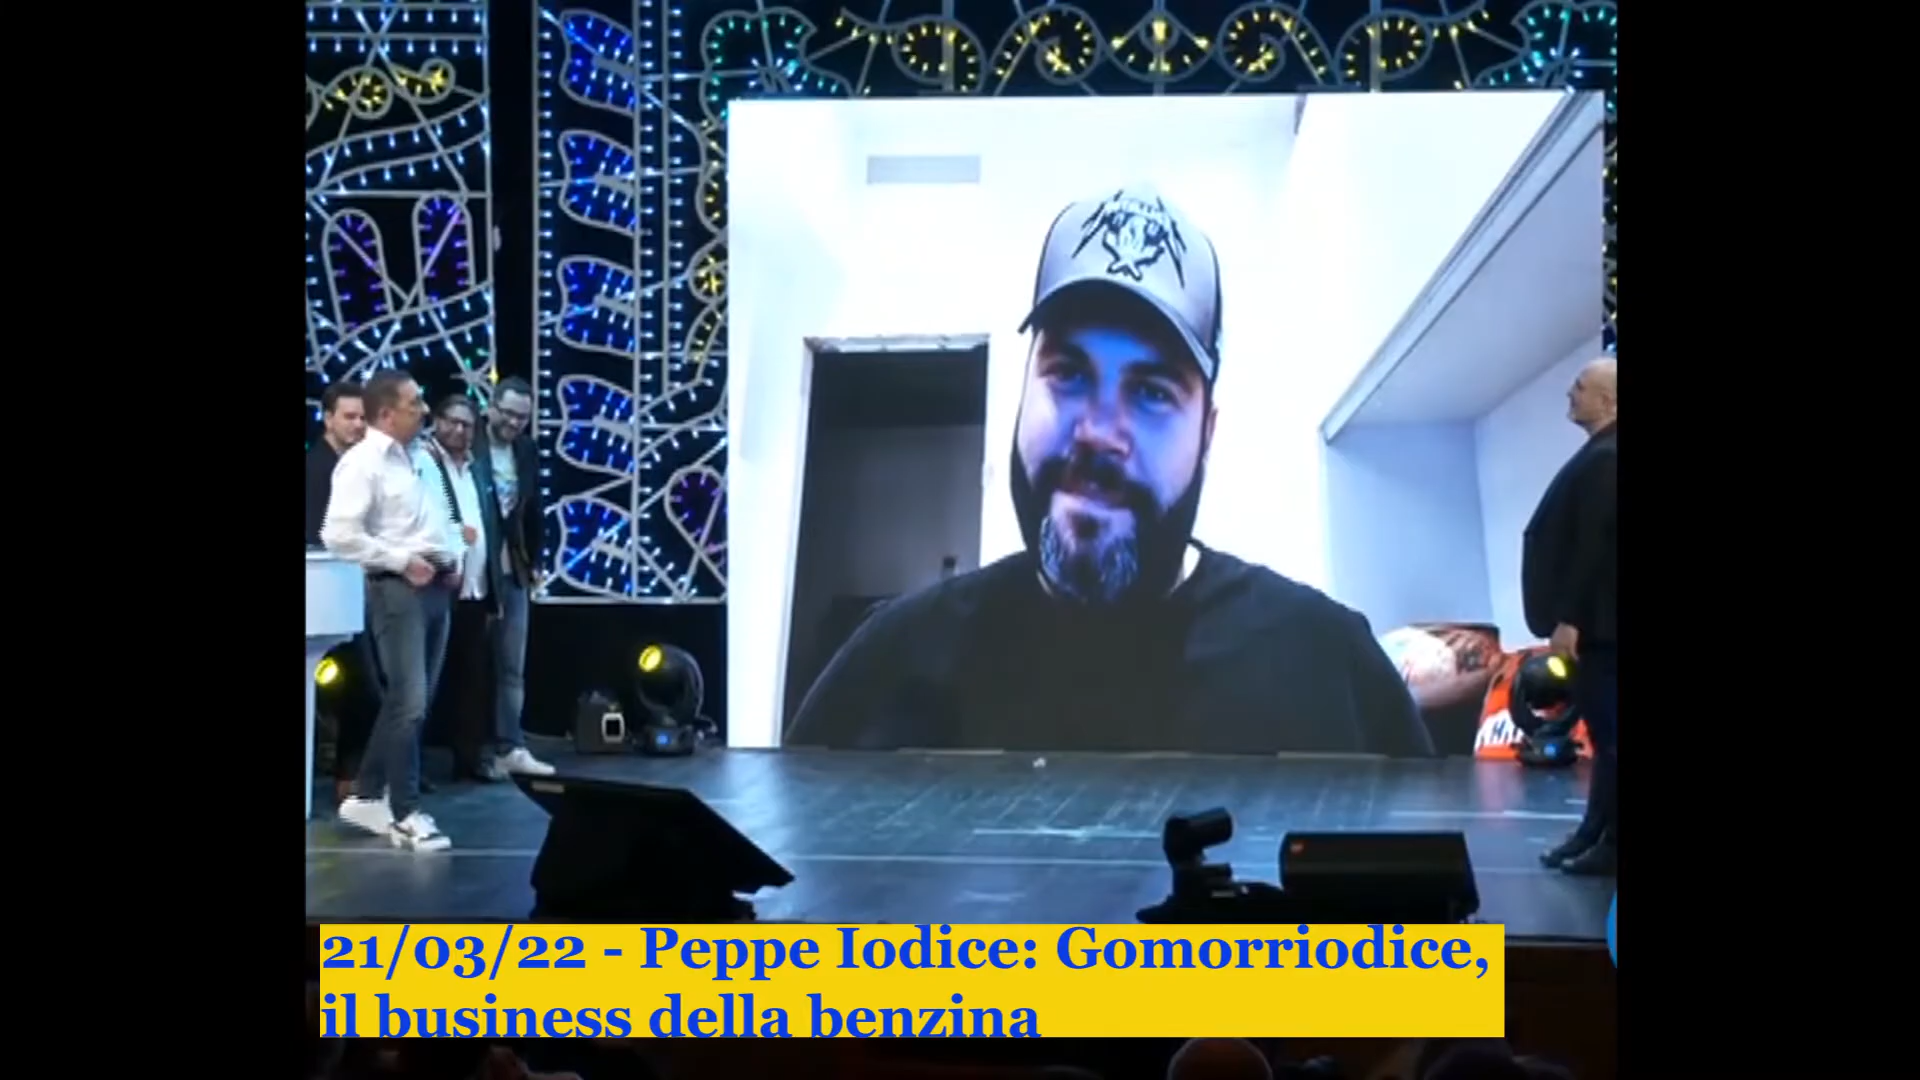 21/03/22 - Peppe Iodice: Gomorriodice,
il business della benzina